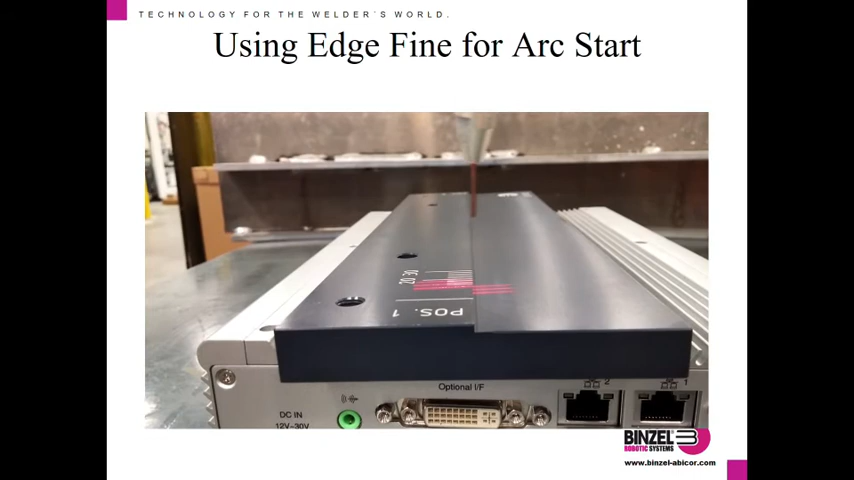 TECHNOLOGY FOR THE WELDER`S WORLD.
Using Edge Fine for Arc Start
POS. 1
Optional I/F
2
1
DC IN
12V-30V
BINZEL
ROBOTIC SYSTEMS
www.binzel-abicor.com